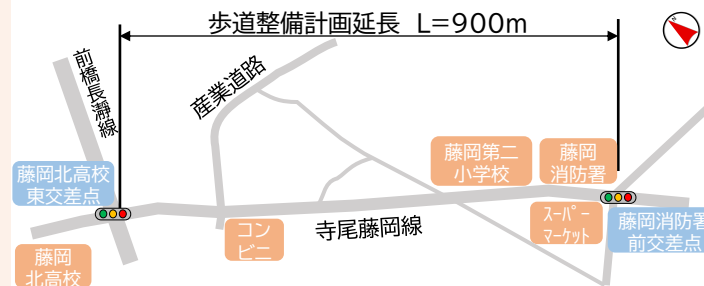 歩道整備計画延長 L=900m
N
前橋長瀞線
産業道路
藤岡北高校
東交差点
藤岡第二
小学校
藤岡
消防署
コン
ビニ
寺尾藤岡線
スーパー
マーケット
藤岡消防署
前交差点
藤岡
北高校